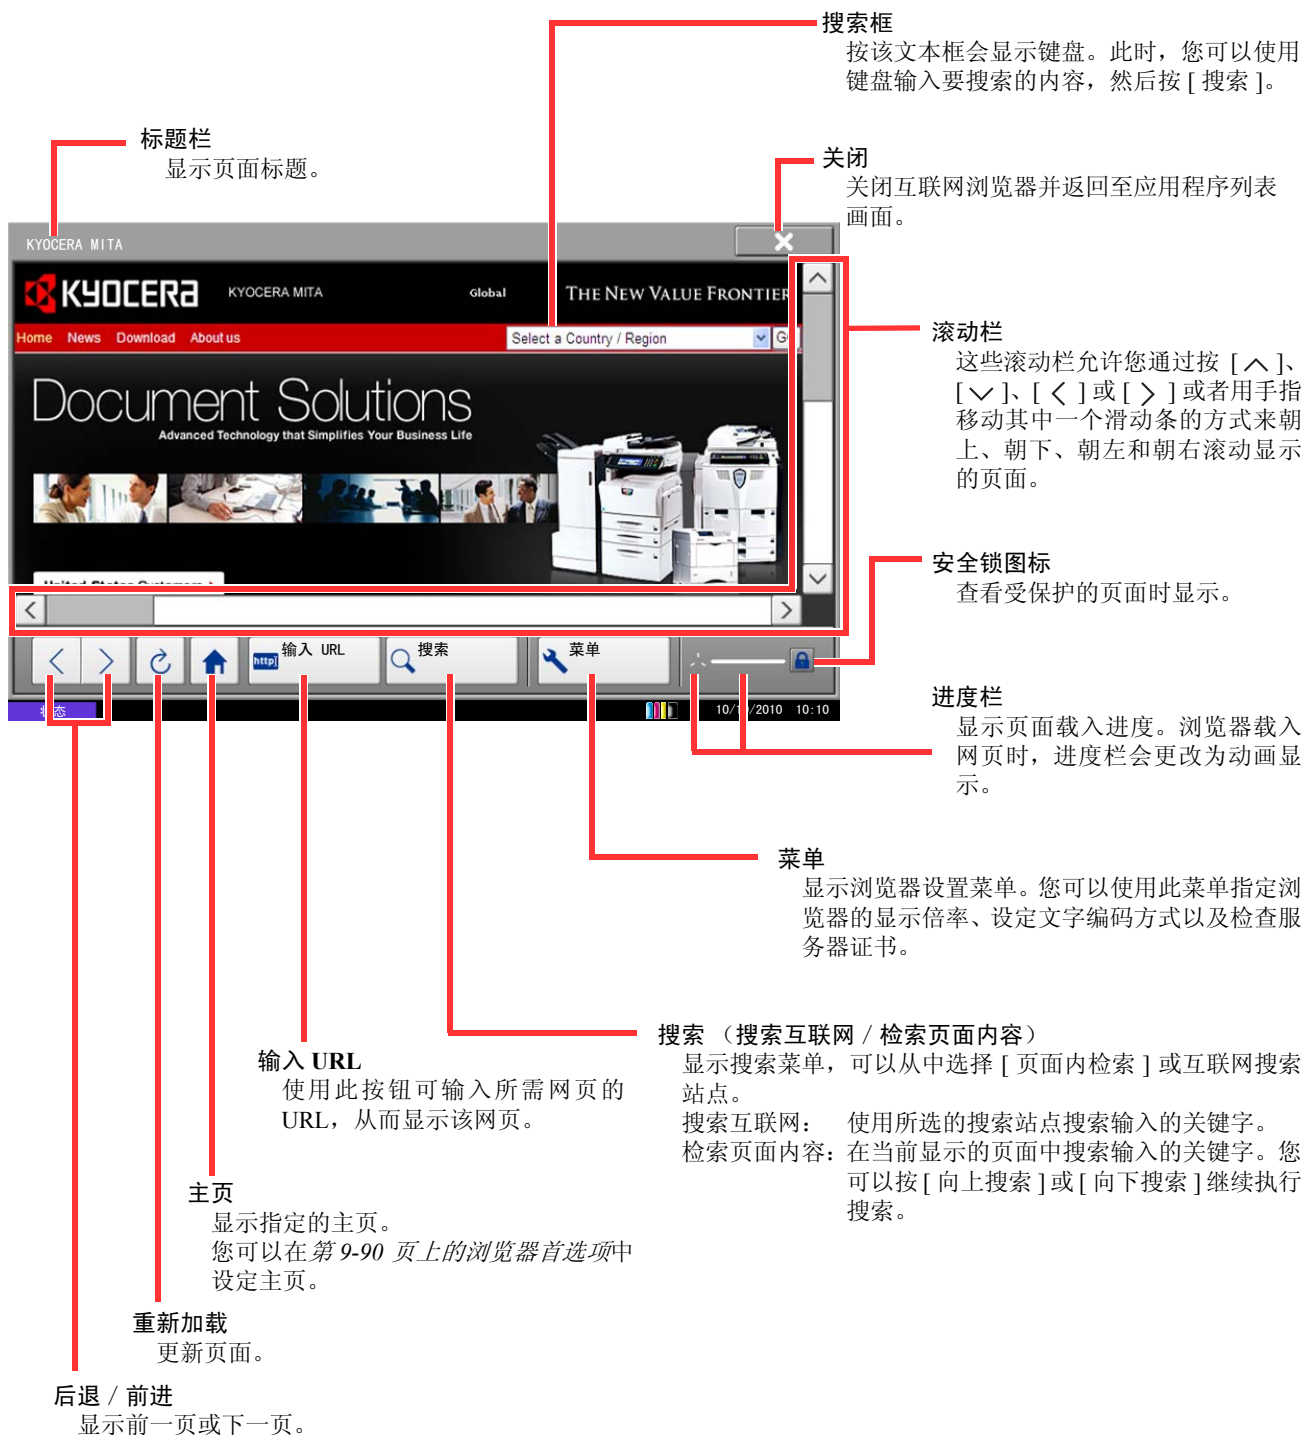 搜索框
按该文本框会显示键盘。此时，您可以使用
键盘输入要搜索的内容，然后按 [ 搜索 ]。
标题栏
显示页面标题。
关闭
关闭互联网浏览器并返回至应用程序列表
画面。
KYOCERA MITA
KYOCERA
KYOCERA MITA
Global
THE NEW VALUE FRONTIER
Home News Download About us
Select a Country / Region
Document Solutions
Advanced Technology that Simplifies Your Business Life
滚动栏
这些滚动栏允许您通过按 [ ∧ ]、
[ ∨ ]、[ 〈 ] 或 [ 〉 ] 或者用手指
移动其中一个滑动条的方式来朝
上、朝下、朝左和朝右滚动显示
的页面。
安全锁图标
查看受保护的页面时显示。
http
输入 URL
搜索
菜单
状态
10/10/2010 10:10
进度栏
显示页面载入进度。浏览器载入
网页时，进度栏会更改为动画显
示。
菜单
显示浏览器设置菜单。您可以使用此菜单指定浏
览器的显示倍率、设定文字编码方式以及检查服
务器证书。
搜索 （搜索互联网 / 检索页面内容）
显示搜索菜单，可以从中选择 [ 页面内检索 ] 或互联网搜索
站点。
搜索互联网： 使用所选的搜索站点搜索输入的关键字。
检索页面内容：在当前显示的页面中搜索输入的关键字。您
可以按 [ 向上搜索 ] 或 [ 向下搜索 ] 继续执行
搜索。
输入 URL
使用此按钮可输入所需网页的
URL，从而显示该网页。
主页
显示指定的主页。
您可以在第 9-90 页上的浏览器首选项中
设定主页。
重新加载
更新页面。
后退 / 前进
显示前一页或下一页。